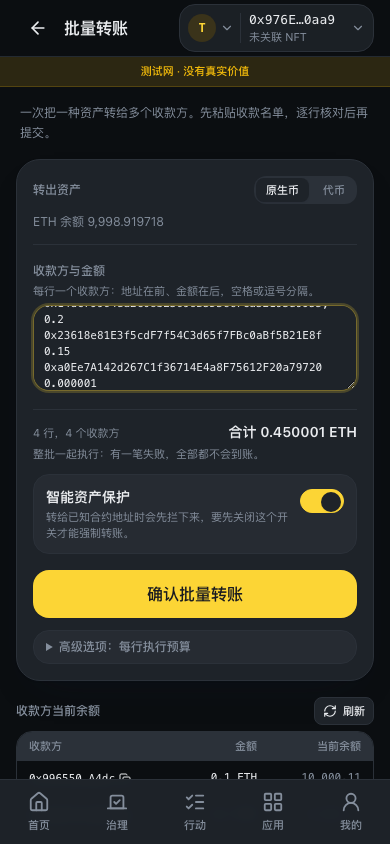 批量转账
T
0x976E…0aa9
未关联 NFT
测试网 · 没有真实价值
一次把一种资产转给多个收款方。先粘贴收款名单，逐行核对后再
提交。
转出资产
原生币
代币
ETH 余额 9,998.919718
收款方与金额
每行一个收款方：地址在前、金额在后，空格或逗号分隔。
0.2
0x23618e81E3f5cdF7f54C3d65f7FBc0aBf5B21E8f
0.15
0xa0Ee7A142d267C1f36714E4a8F75612F20a79720
0.000001
4 行，4 个收款方
合计 0.450001 ETH
整批一起执行：有一笔失败，全部都不会到账。
智能资产保护
转给已知合约地址时会先拦下来，要先关闭这个开
关才能强制转账。
确认批量转账
高级选项：每行执行预算
收款方当前余额
刷新
收款方
金额
当前余额
0x996550…A4dc
0.1 ETH
10,000.11
首页
治理
行动
应用
我的